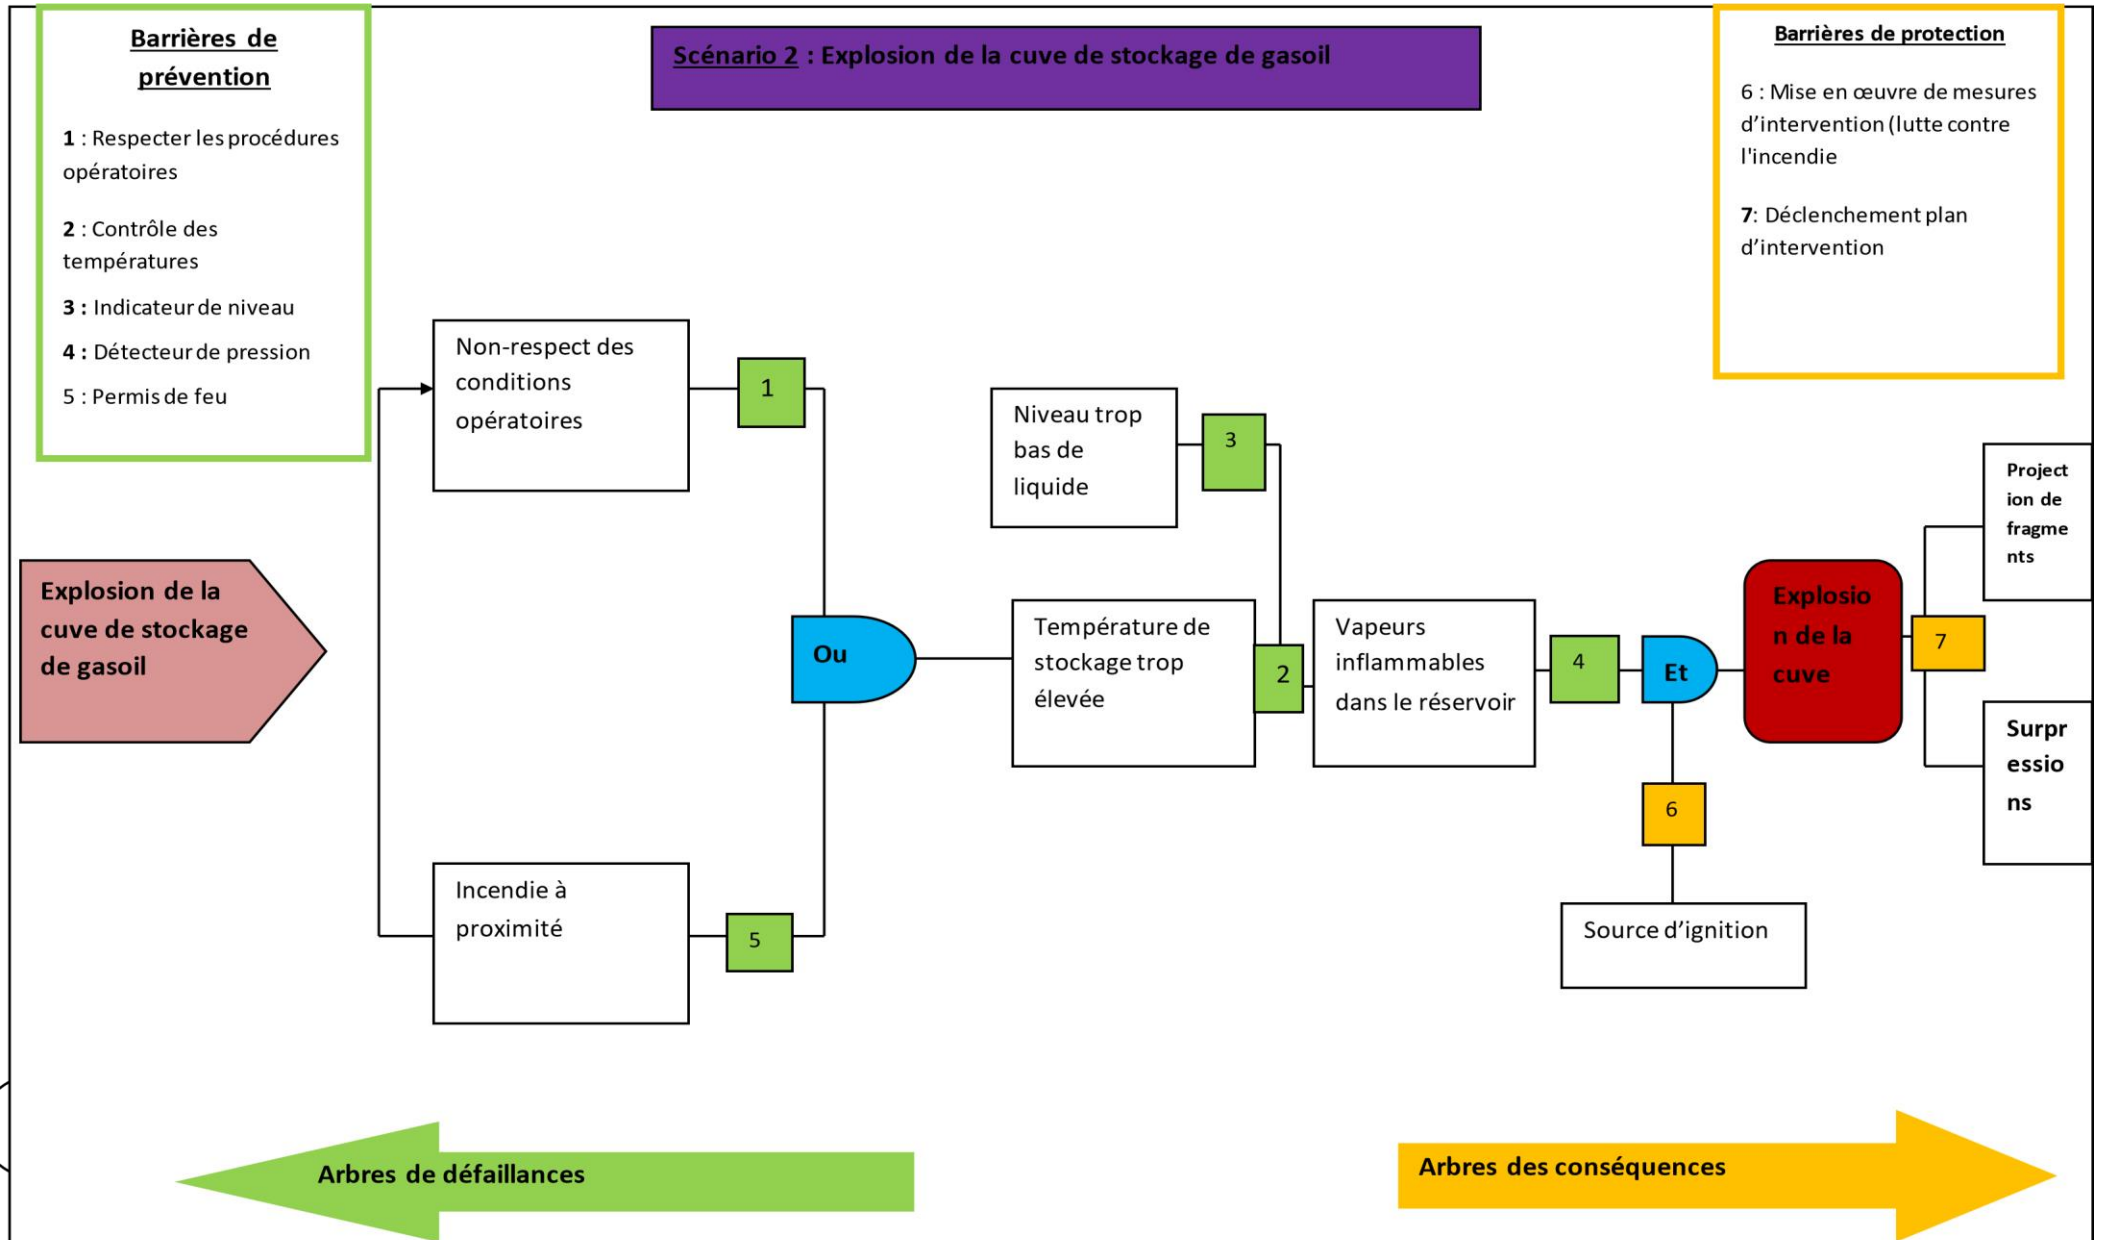 Barrières de
prévention
1 : Respecter les procédures
opératoires
2 : Contrôle des
températures
3 : Indicateur de niveau
4 : Détecteur de pression
5 : Permis de feu
Scénario 2 : Explosion de la cuve de stockage de gasoil
Barrières de protection
6 : Mise en œuvre de mesures
d’intervention (lutte contre
l'incendie
7: Déclenchement plan
d’intervention
Non-respect des
conditions
opératoires
1
Niveau trop
bas de
liquide
3
Project
ion de
fragme
nts
Explosion de la
cuve de stockage
de gasoil
Ou
Température de
stockage trop
élevée
2
Vapeurs
inflammables
dans le réservoir
4
Et
Explosio
n de la
cuve
7
Surpr
essio
ns
6
Incendie à
proximité
5
Source d’ignition
Arbres de défaillances
Arbres des conséquences